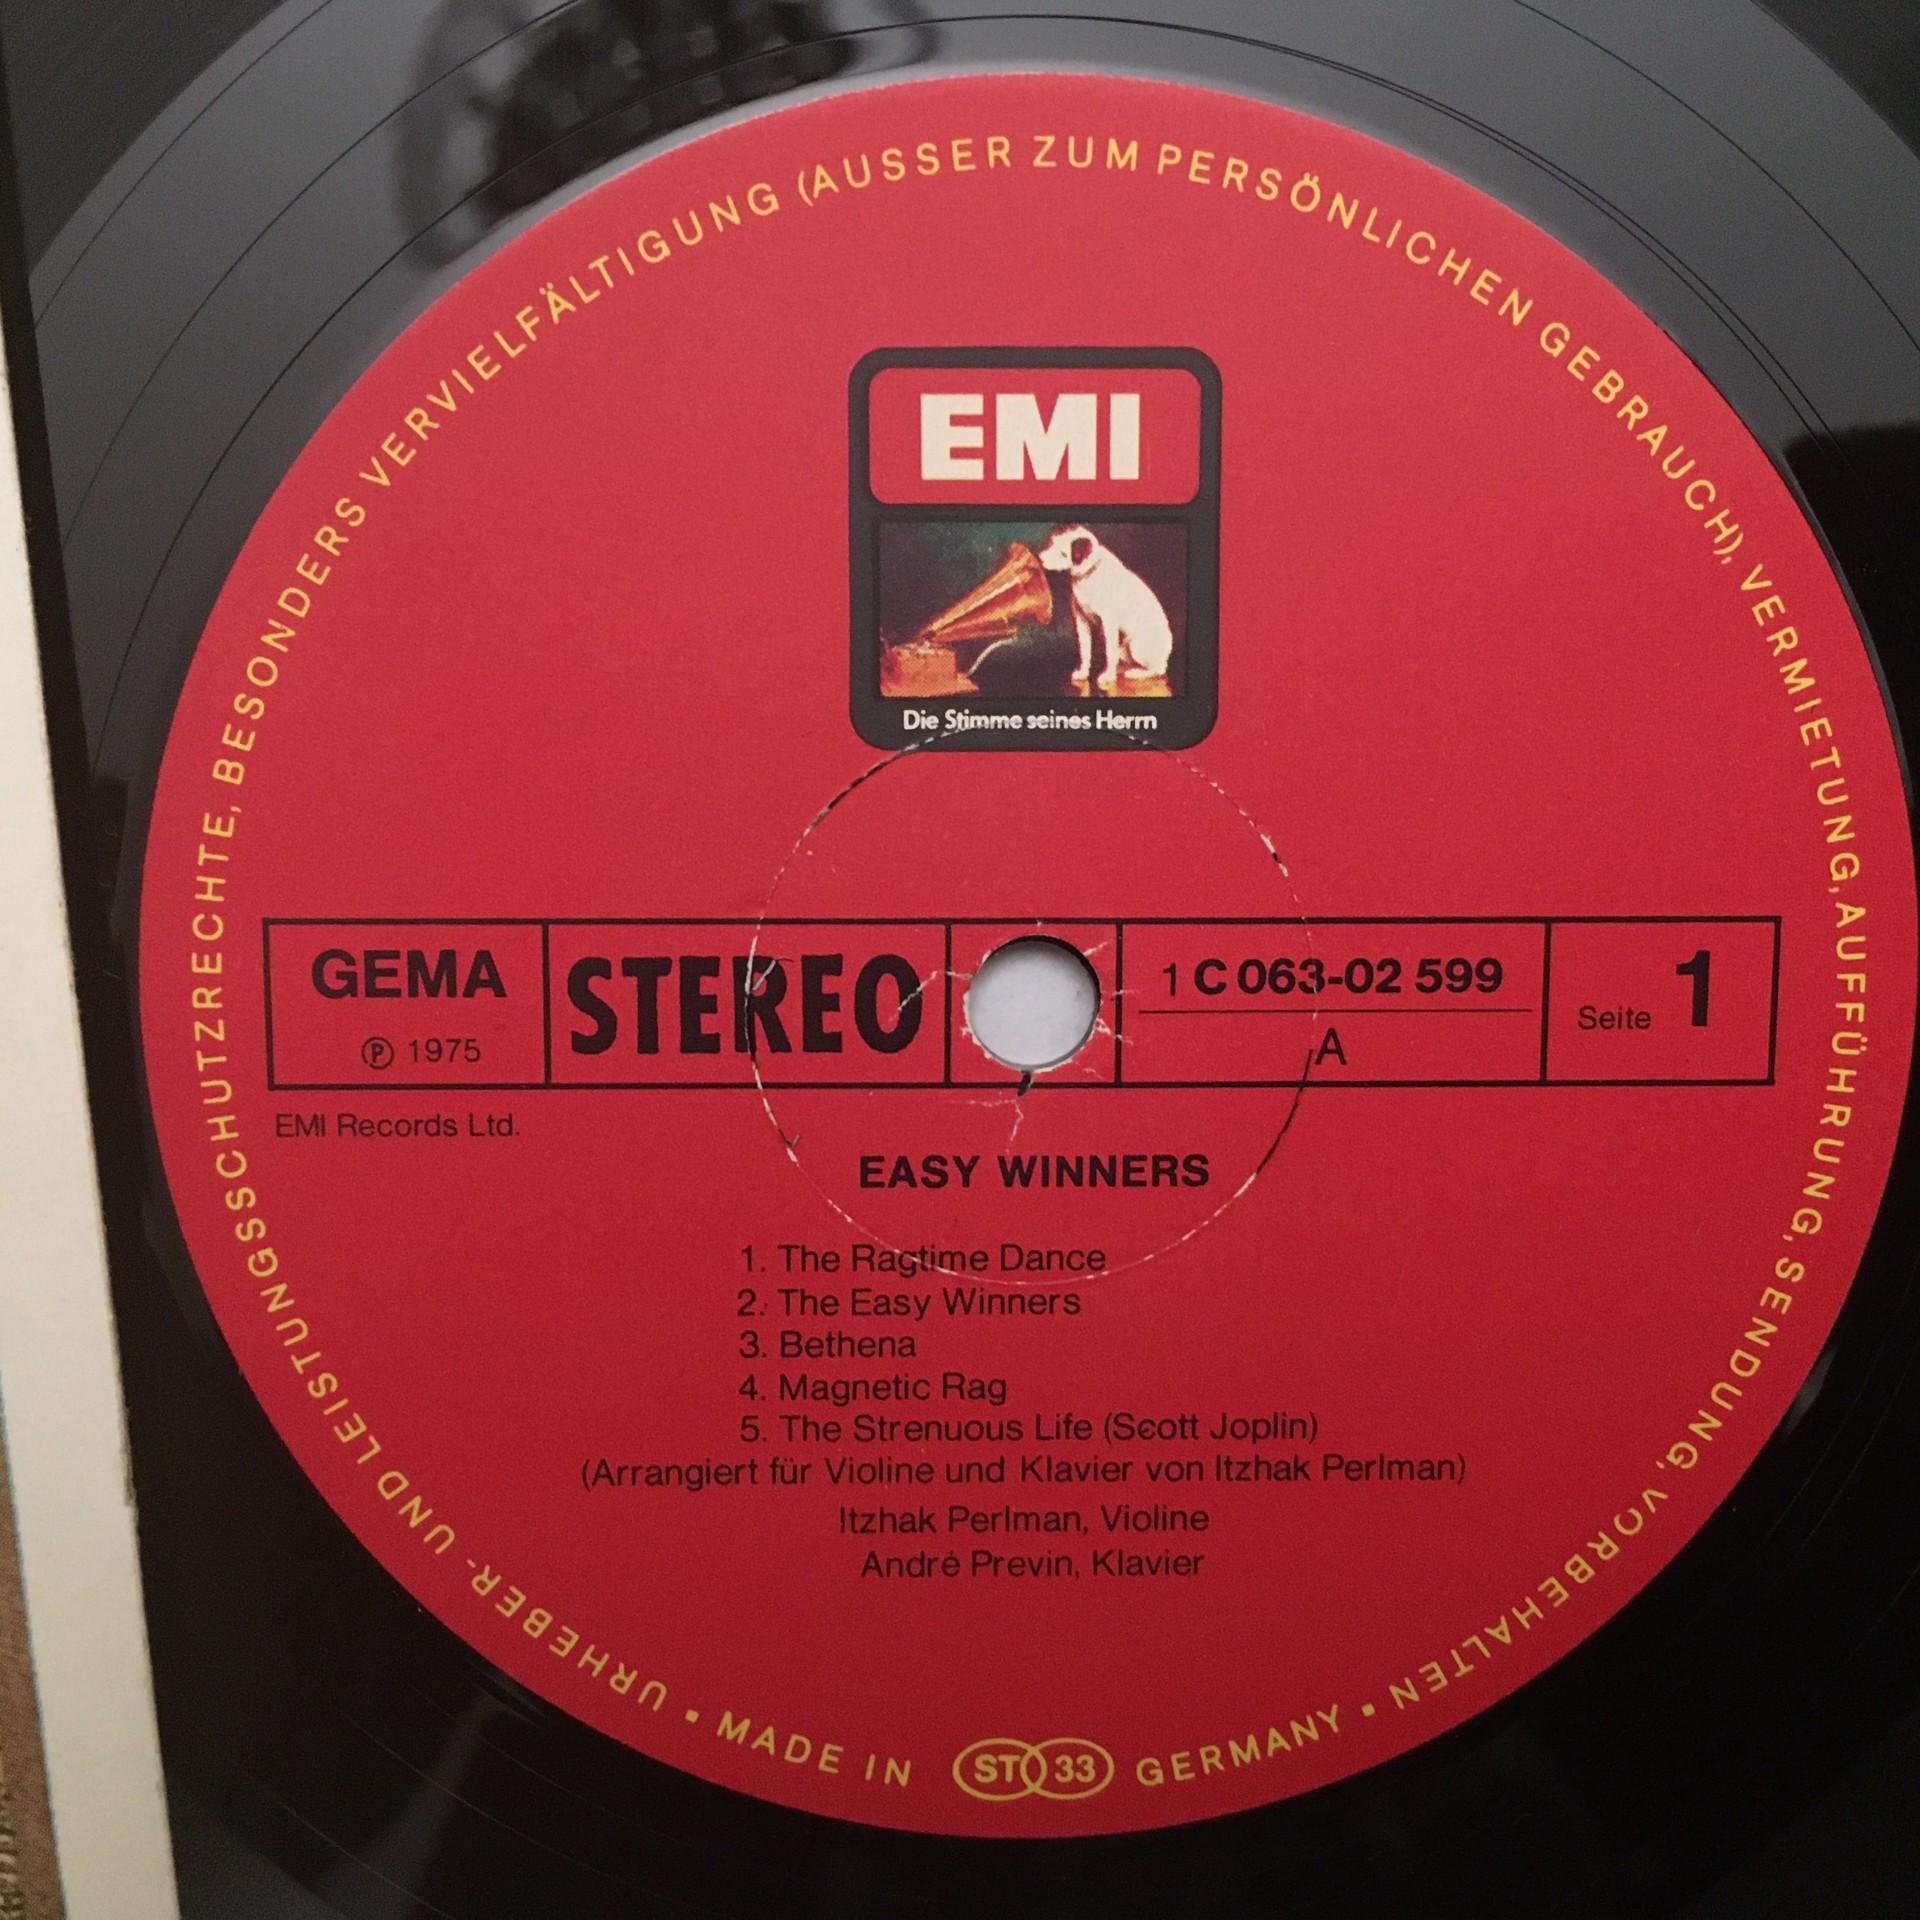 EMI
Die Stimme seines Herrn
GEMA
℗ 1975
STEREO
1 C 063-02 599
A
Seite 1
EMI Records Ltd.
EASY WINNERS
1. The Ragtime Dance
2. The Easy Winners
3. Bethena
4. Magnetic Rag
5. The Strenuous Life (Scott Joplin)
(Arrangiert für Violine und Klavier von Itzhak Perlman)
Itzhak Perlman, Violine
André Previn, Klavier
URHEBER- UND LEISTUNGSSCHUTZRECHTE, BESONDERS VERVIELFÄLTIGUNG (AUSSER ZUM PERSÖNLICHEN GEBRAUCH), VERMIETUNG, AUFFÜHRUNG, SENDUNG, VORBEHALTEN ▪
MADE IN ST 33 GERMANY ▪